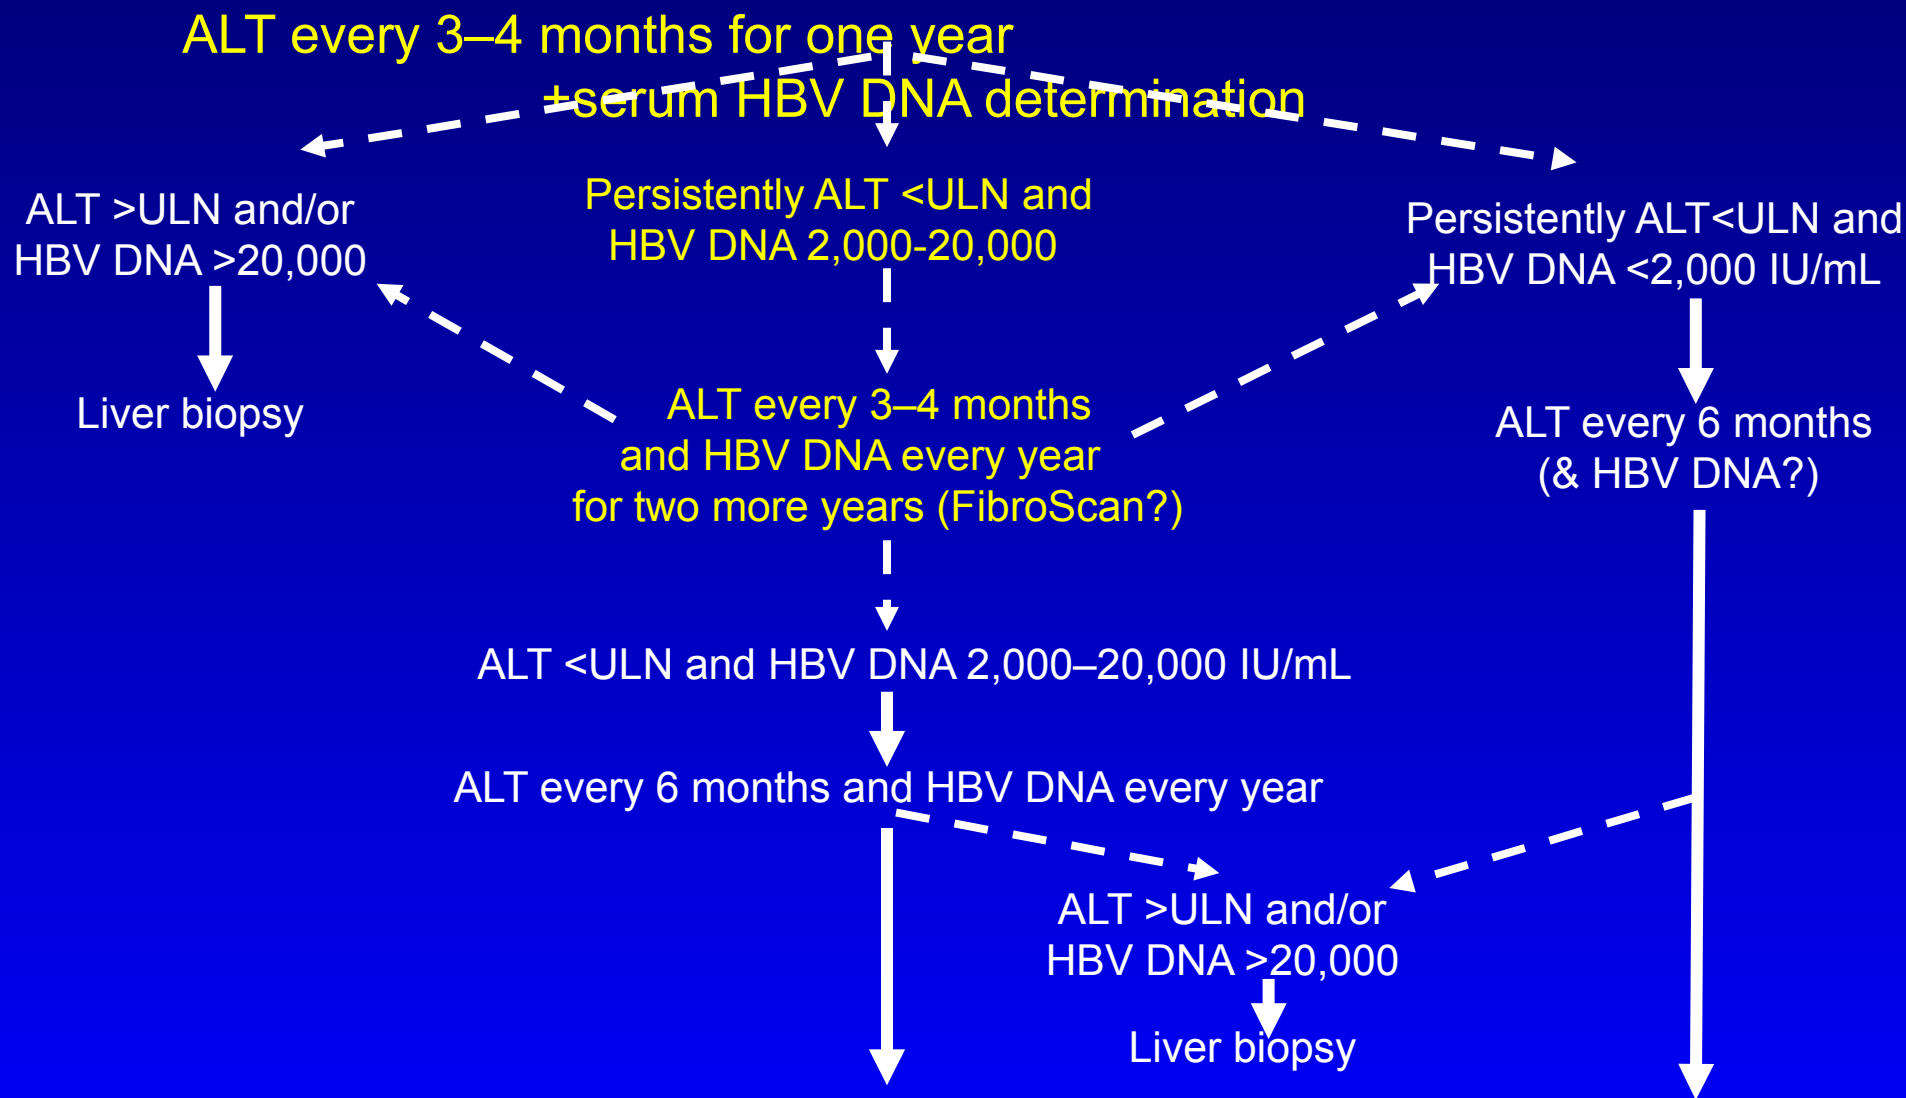 ALT every 3–4 months for one year
+serum HBV DNA determination
ALT >ULN and/or
HBV DNA >20,000
Persistently ALT <ULN and
HBV DNA 2,000-20,000
Persistently ALT<ULN and
HBV DNA <2,000 IU/mL
Liver biopsy
ALT every 3–4 months
and HBV DNA every year
for two more years (FibroScan?)
ALT every 6 months
(& HBV DNA?)
ALT <ULN and HBV DNA 2,000–20,000 IU/mL
ALT every 6 months and HBV DNA every year
ALT >ULN and/or
HBV DNA >20,000
Liver biopsy